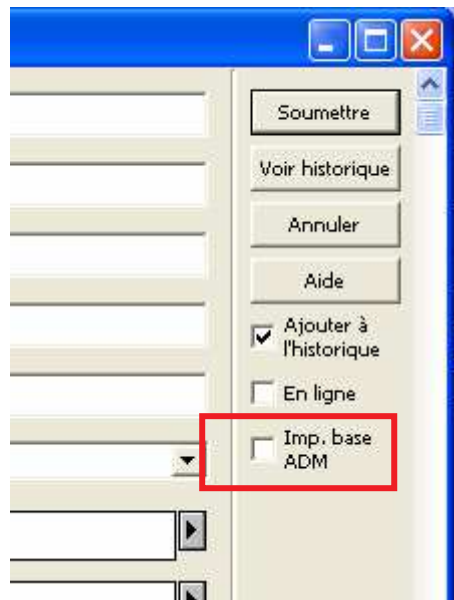 Soumettre
Voir historique
Annuler
Aide
Ajouter à
l'historique
En ligne
Imp. base
ADM